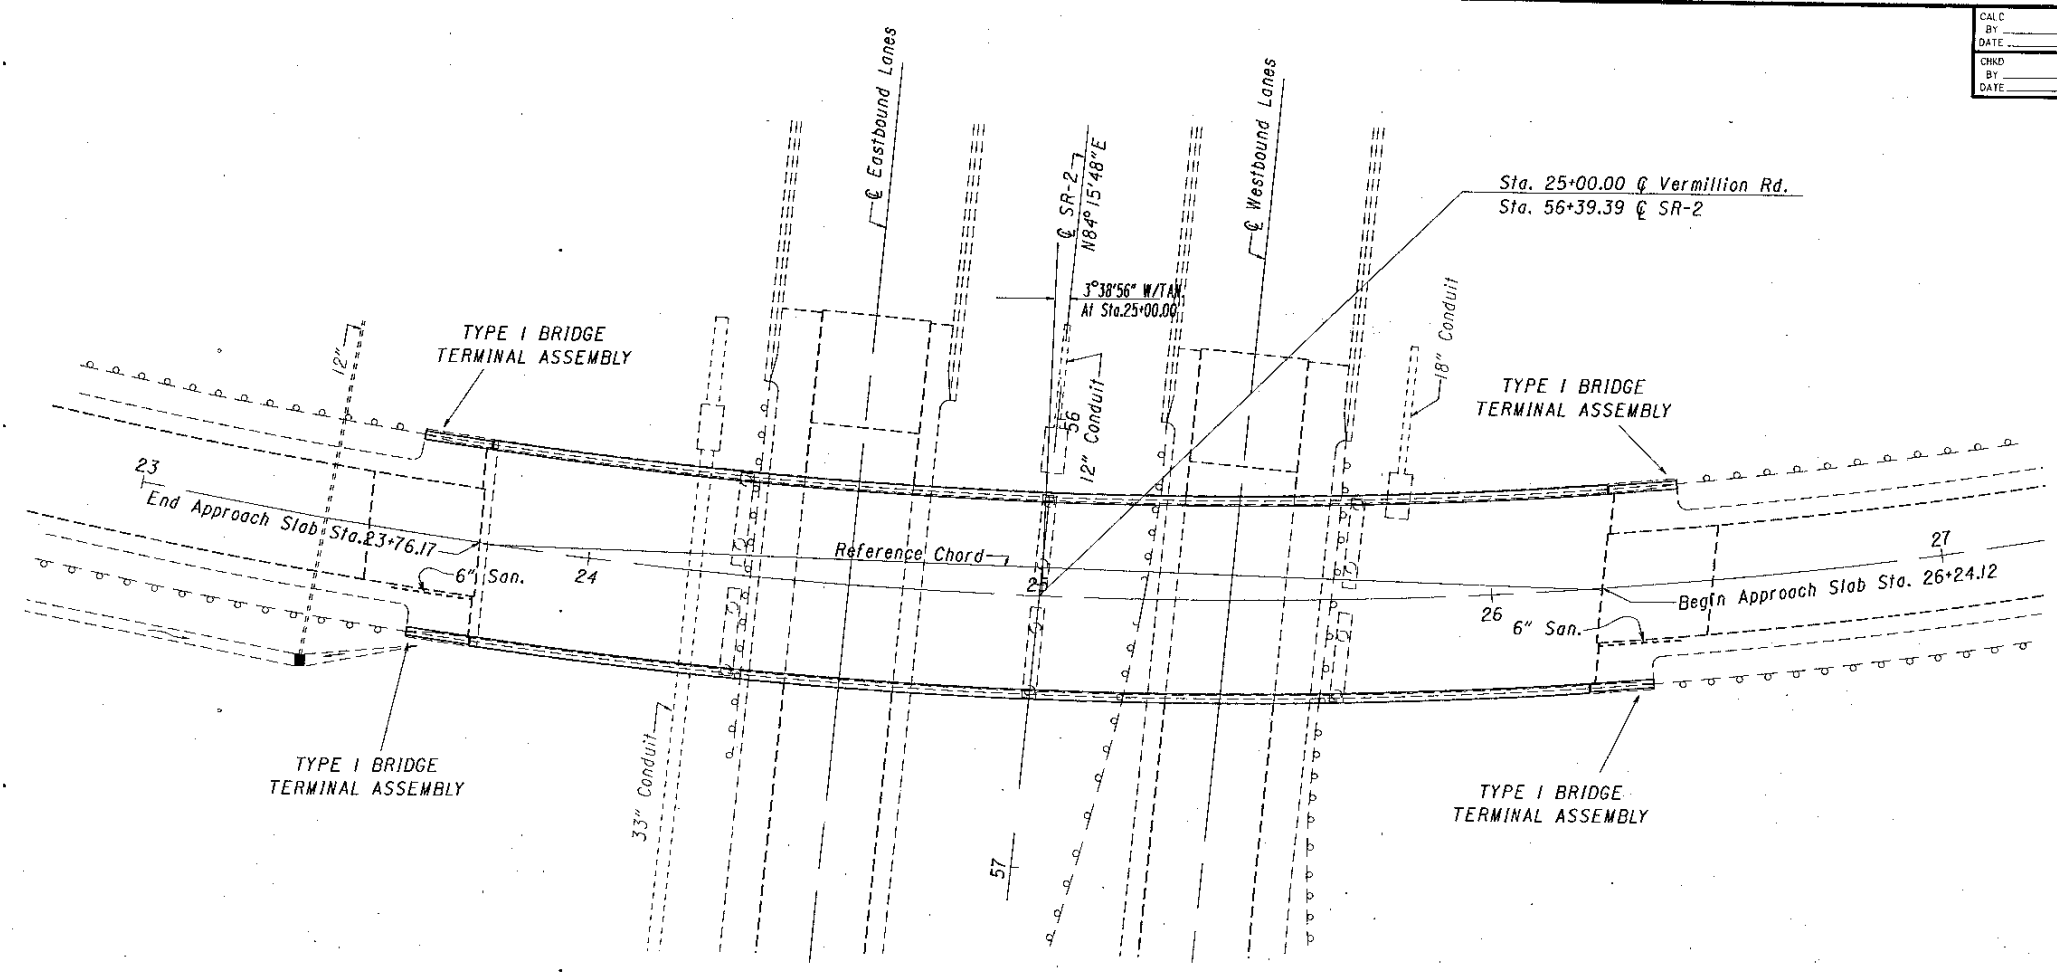 CALC
BY
DATE
CHKD
BY
DATE
℄ Eastbound Lanes
℄ SR-2
N84°15'48"E
℄ Westbound Lanes
Sta. 25+00.00 ℄ Vermillion Rd.
Sta. 56+39.39 ℄ SR-2
3°38'56" W/TAN
At Sta.25+00.00
TYPE 1 BRIDGE
TERMINAL ASSEMBLY
12"
56
12" Conduit
18" Conduit
TYPE 1 BRIDGE
TERMINAL ASSEMBLY
23
End Approach Slab Sta.23+76.17
6" San.
24
Reference Chord
25
26
27
Begin Approach Slab Sta. 26+24.12
6" San.
33" Conduit
57
TYPE 1 BRIDGE
TERMINAL ASSEMBLY
TYPE 1 BRIDGE
TERMINAL ASSEMBLY